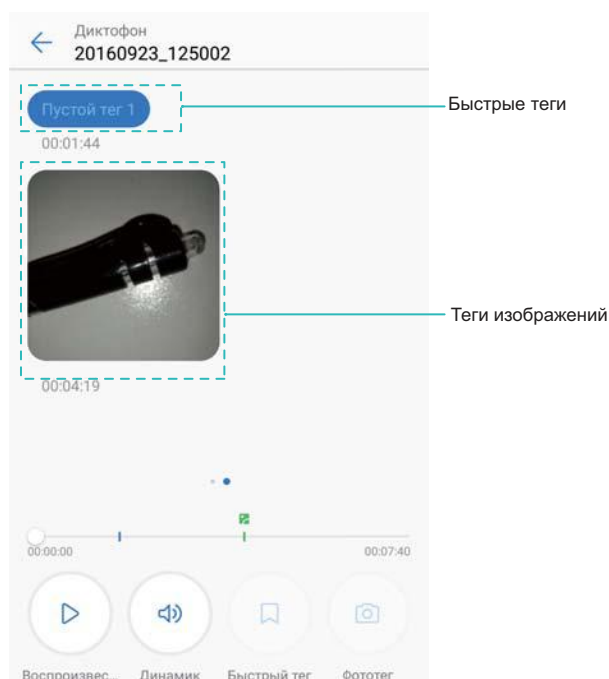 Диктофон
20160923_125002
Пустой тег 1
Быстрые теги
00:01:44
Теги изображений
00:04:19
00:00:00
00:07:40
Воспроизвес... Динамик Быстрый тег Фототег